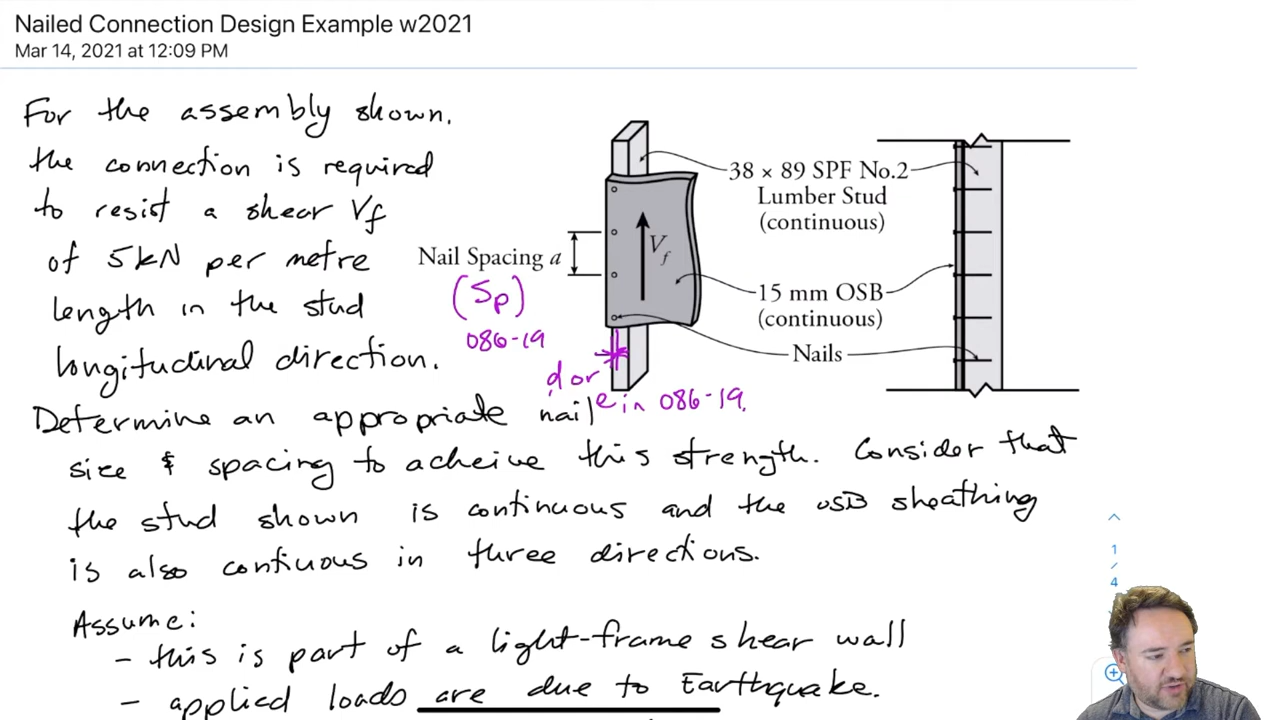 Nailed Connection Design Example w2021
Mar 14, 2021 at 12:09 PM
For the assembly shown.
the connection is required
to resist a shear Vf
of 5kN per metre
length in the stud
longitudinal direction.
Determine an appropriate nail
size & spacing to acheive this strength. Consider that
the stud shown is continuous and the OSB sheathing
is also contiuous in three directions.
Assume:
- this is part of a light-frame shear wall
- applied loads are due to Earthquake.
Nail Spacing a
(Sp)
086-19
d or
e in 086-19.
Vf
38 × 89 SPF No.2
Lumber Stud
(continuous)
15 mm OSB
(continuous)
Nails
1
/
4